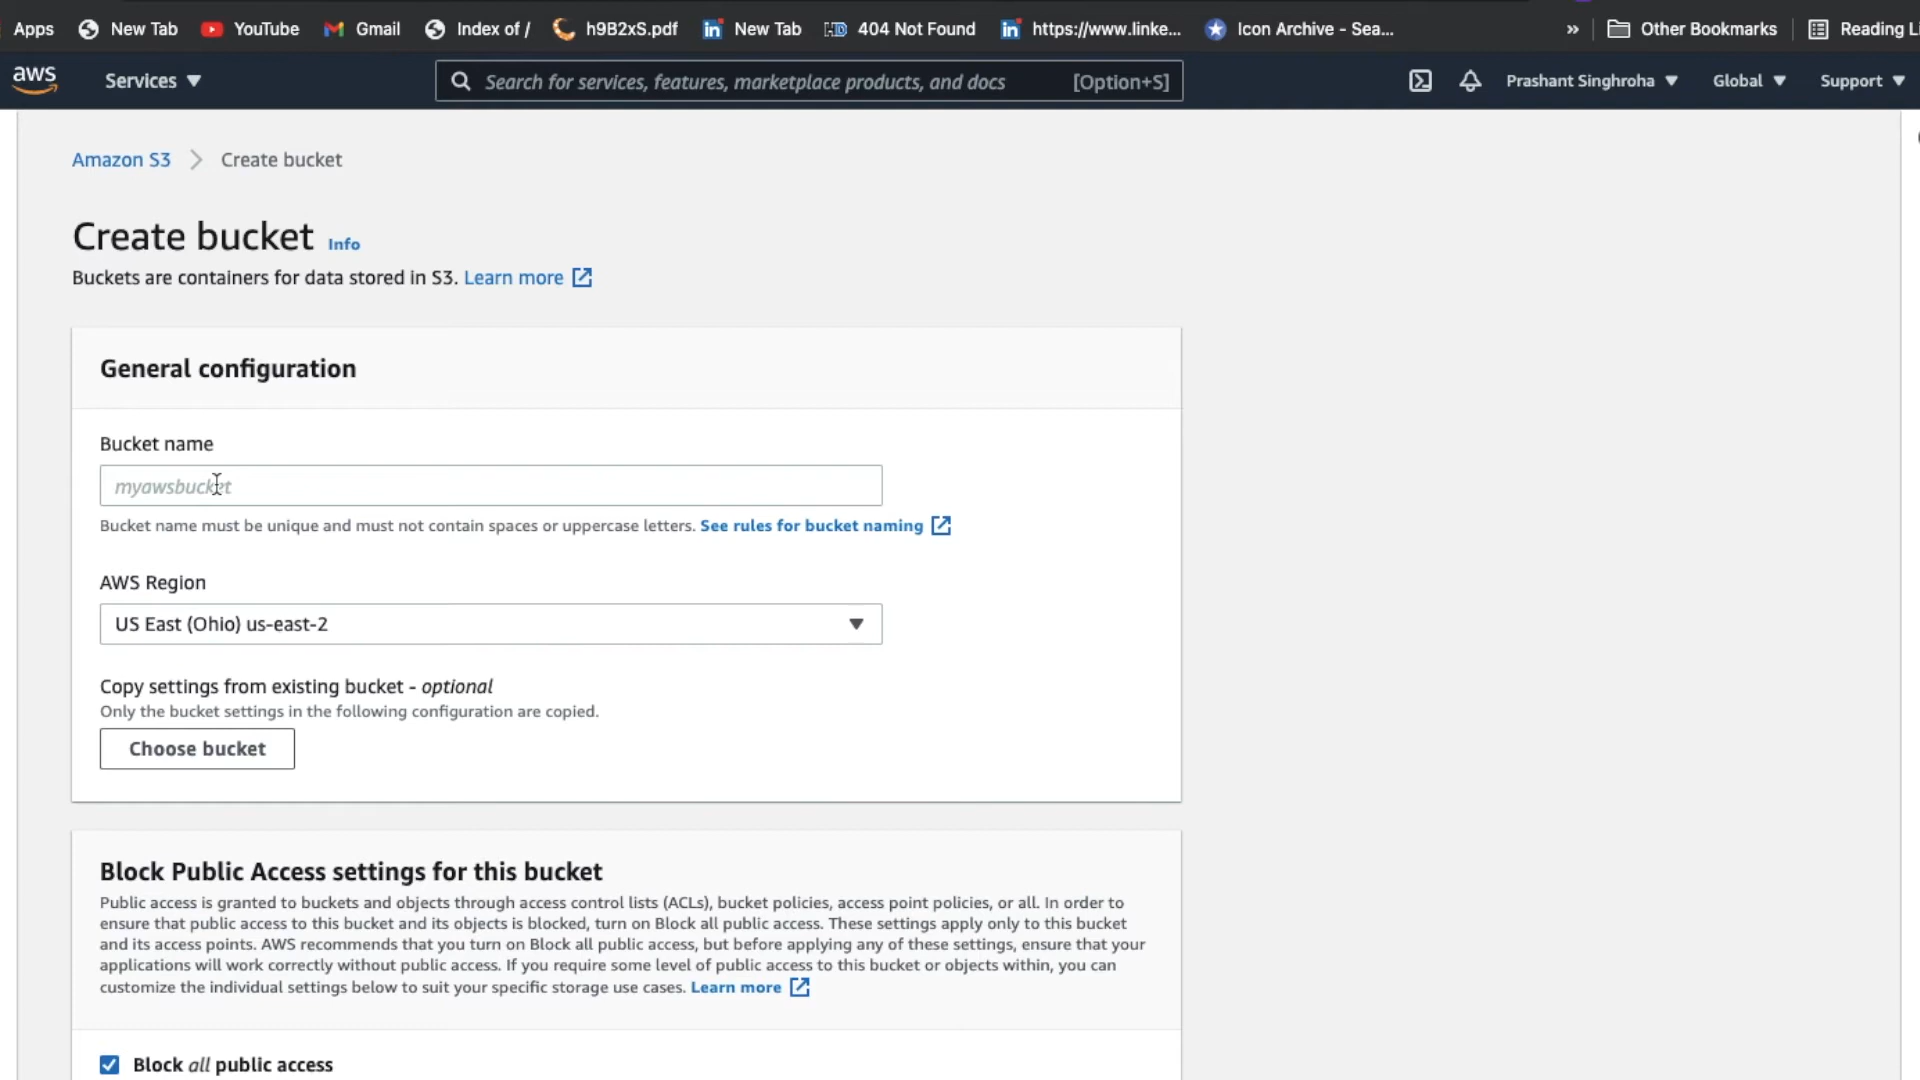 Apps New Tab YouTube Gmail Index of / h9B2xS.pdf New Tab 404 Not Found https://www.linke... Icon Archive - Sea... » Other Bookmarks Reading Li
aws Services Search for services, features, marketplace products, and docs [Option+S] Prashant Singhroha Global Support
Amazon S3 > Create bucket
Create bucket Info
Buckets are containers for data stored in S3. Learn more
General configuration
Bucket name
myawsbucket
Bucket name must be unique and must not contain spaces or uppercase letters. See rules for bucket naming
AWS Region
US East (Ohio) us-east-2
Copy settings from existing bucket - optional
Only the bucket settings in the following configuration are copied.
Choose bucket
Block Public Access settings for this bucket
Public access is granted to buckets and objects through access control lists (ACLs), bucket policies, access point policies, or all. In order to
ensure that public access to this bucket and its objects is blocked, turn on Block all public access. These settings apply only to this bucket
and its access points. AWS recommends that you turn on Block all public access, but before applying any of these settings, ensure that your
applications will work correctly without public access. If you require some level of public access to this bucket or objects within, you can
customize the individual settings below to suit your specific storage use cases. Learn more
Block all public access